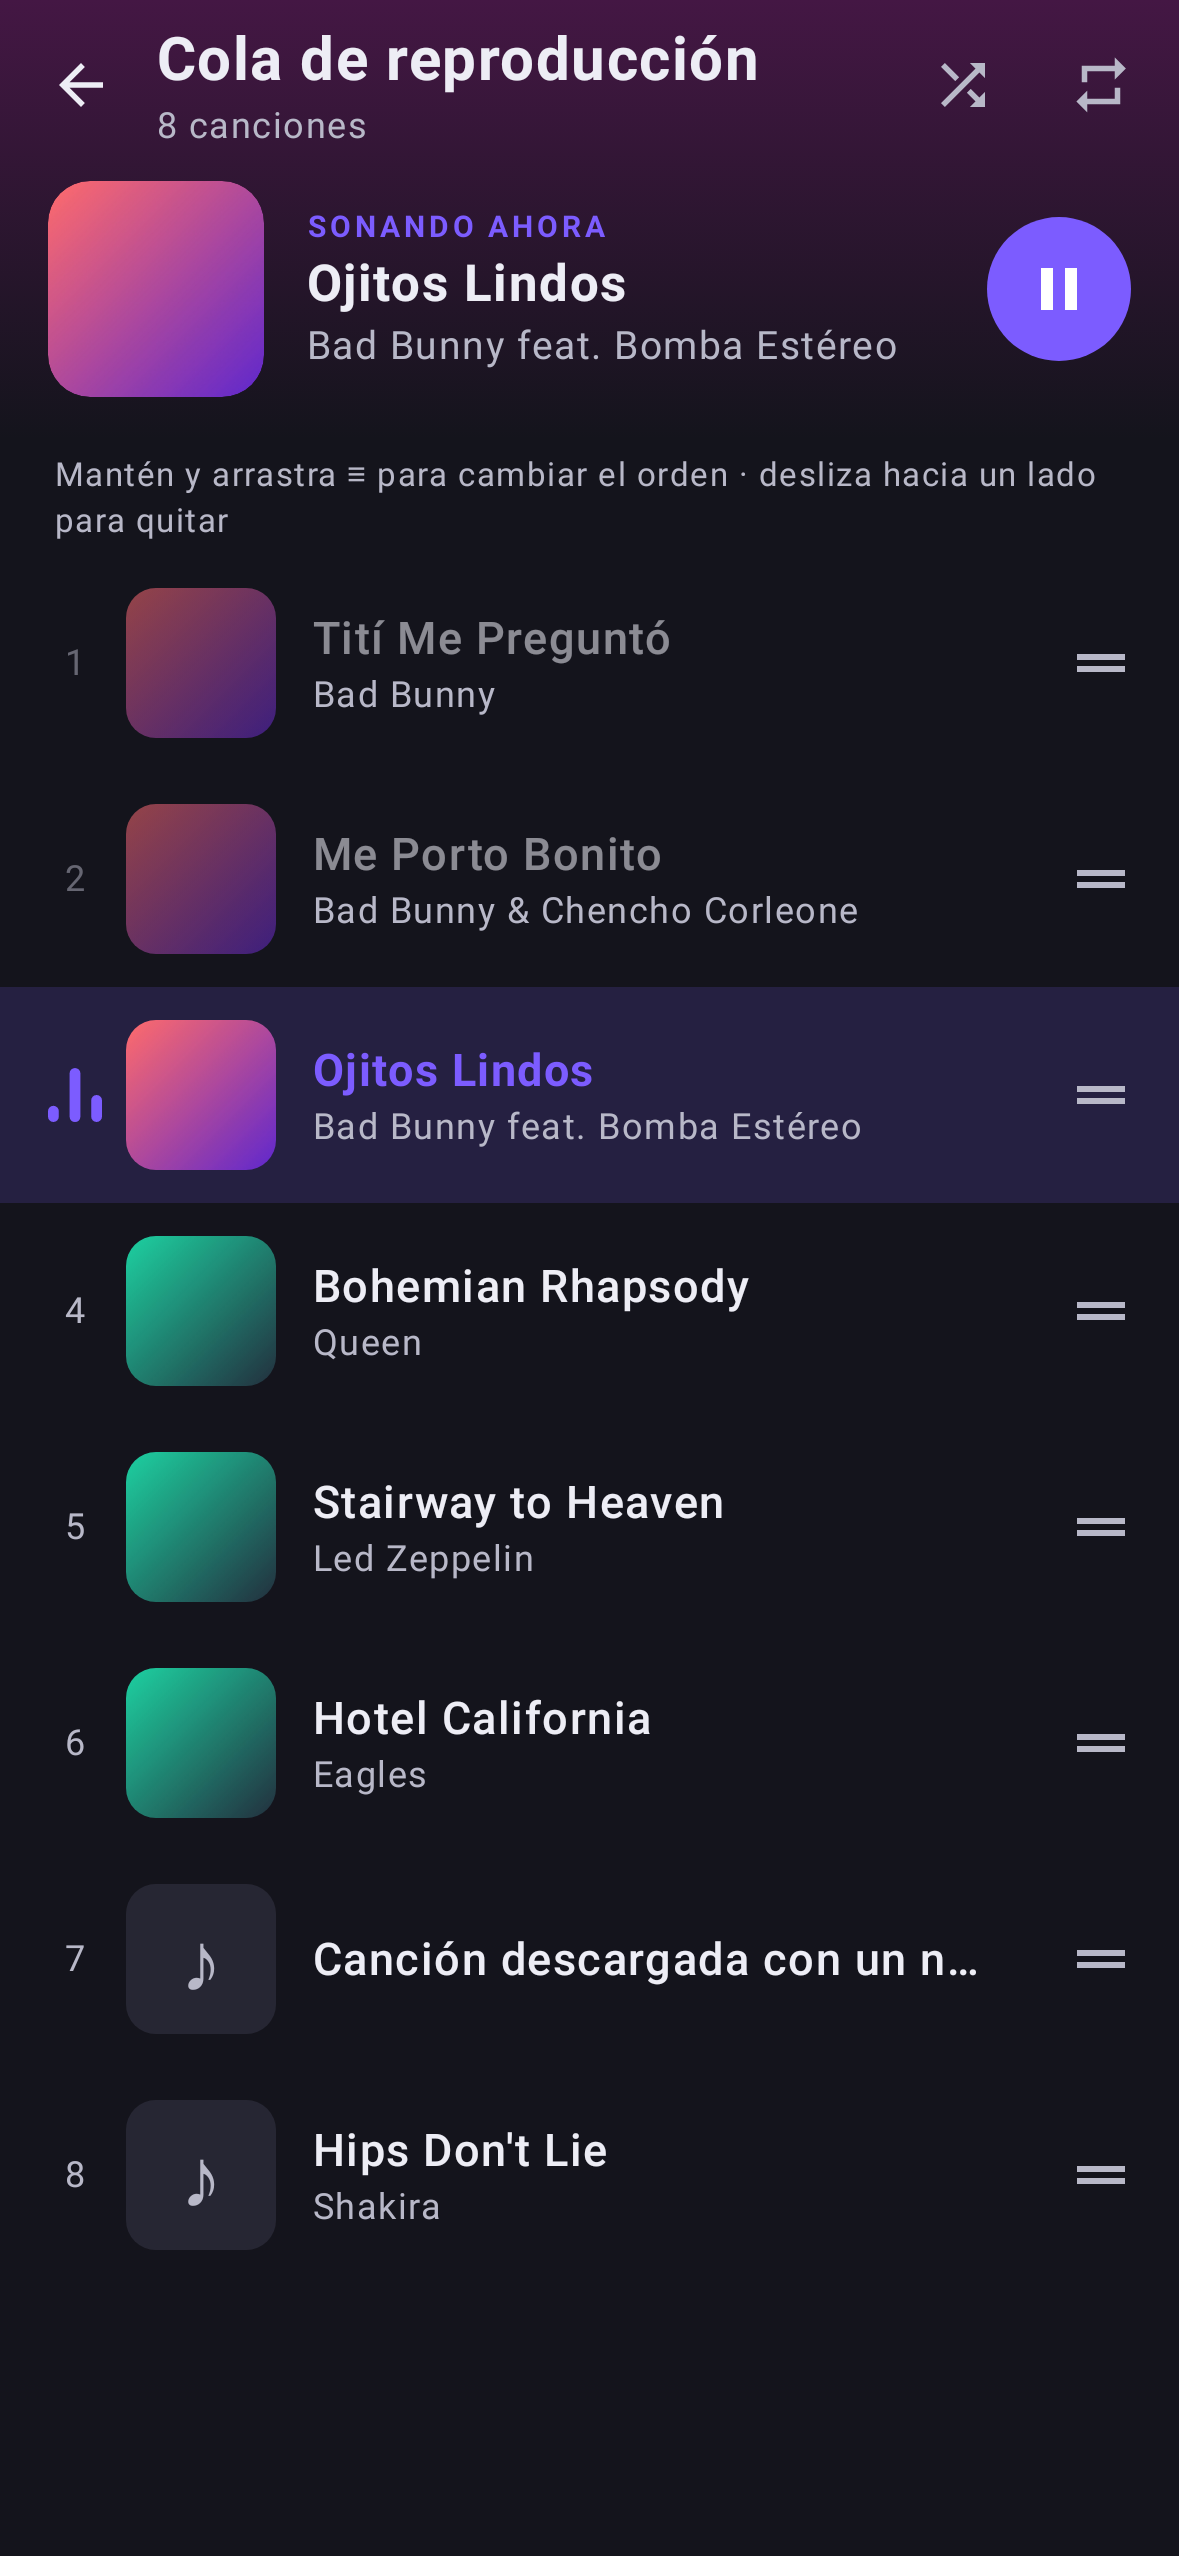 Cola de reproducción
8 canciones
SONANDO AHORA
Ojitos Lindos
Bad Bunny feat. Bomba Estéreo
Mantén y arrastra ≡ para cambiar el orden · desliza hacia un lado
para quitar
1
Tití Me Preguntó
Bad Bunny
2
Me Porto Bonito
Bad Bunny & Chencho Corleone
Ojitos Lindos
Bad Bunny feat. Bomba Estéreo
4
Bohemian Rhapsody
Queen
5
Stairway to Heaven
Led Zeppelin
6
Hotel California
Eagles
7
Canción descargada con un n...
8
Hips Don't Lie
Shakira